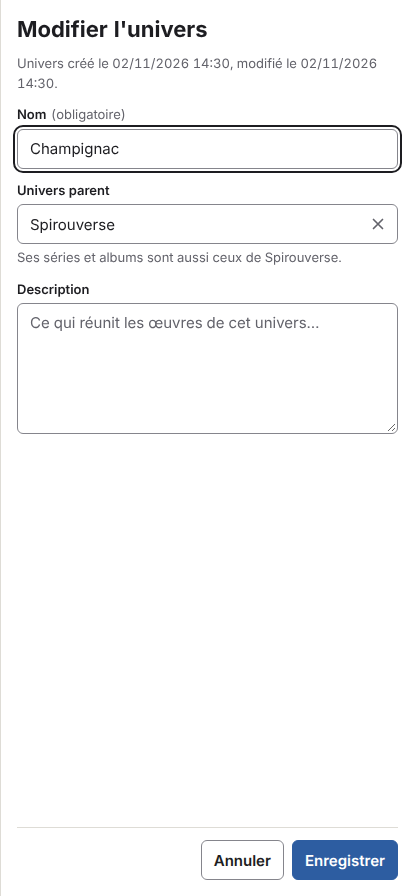 Modifier l'univers
Univers créé le 02/11/2026 14:30, modifié le 02/11/2026
14:30.
Nom (obligatoire)
Champignac
Univers parent
Spirouverse
Ses séries et albums sont aussi ceux de Spirouverse.
Description
Ce qui réunit les œuvres de cet univers...
Annuler
Enregistrer